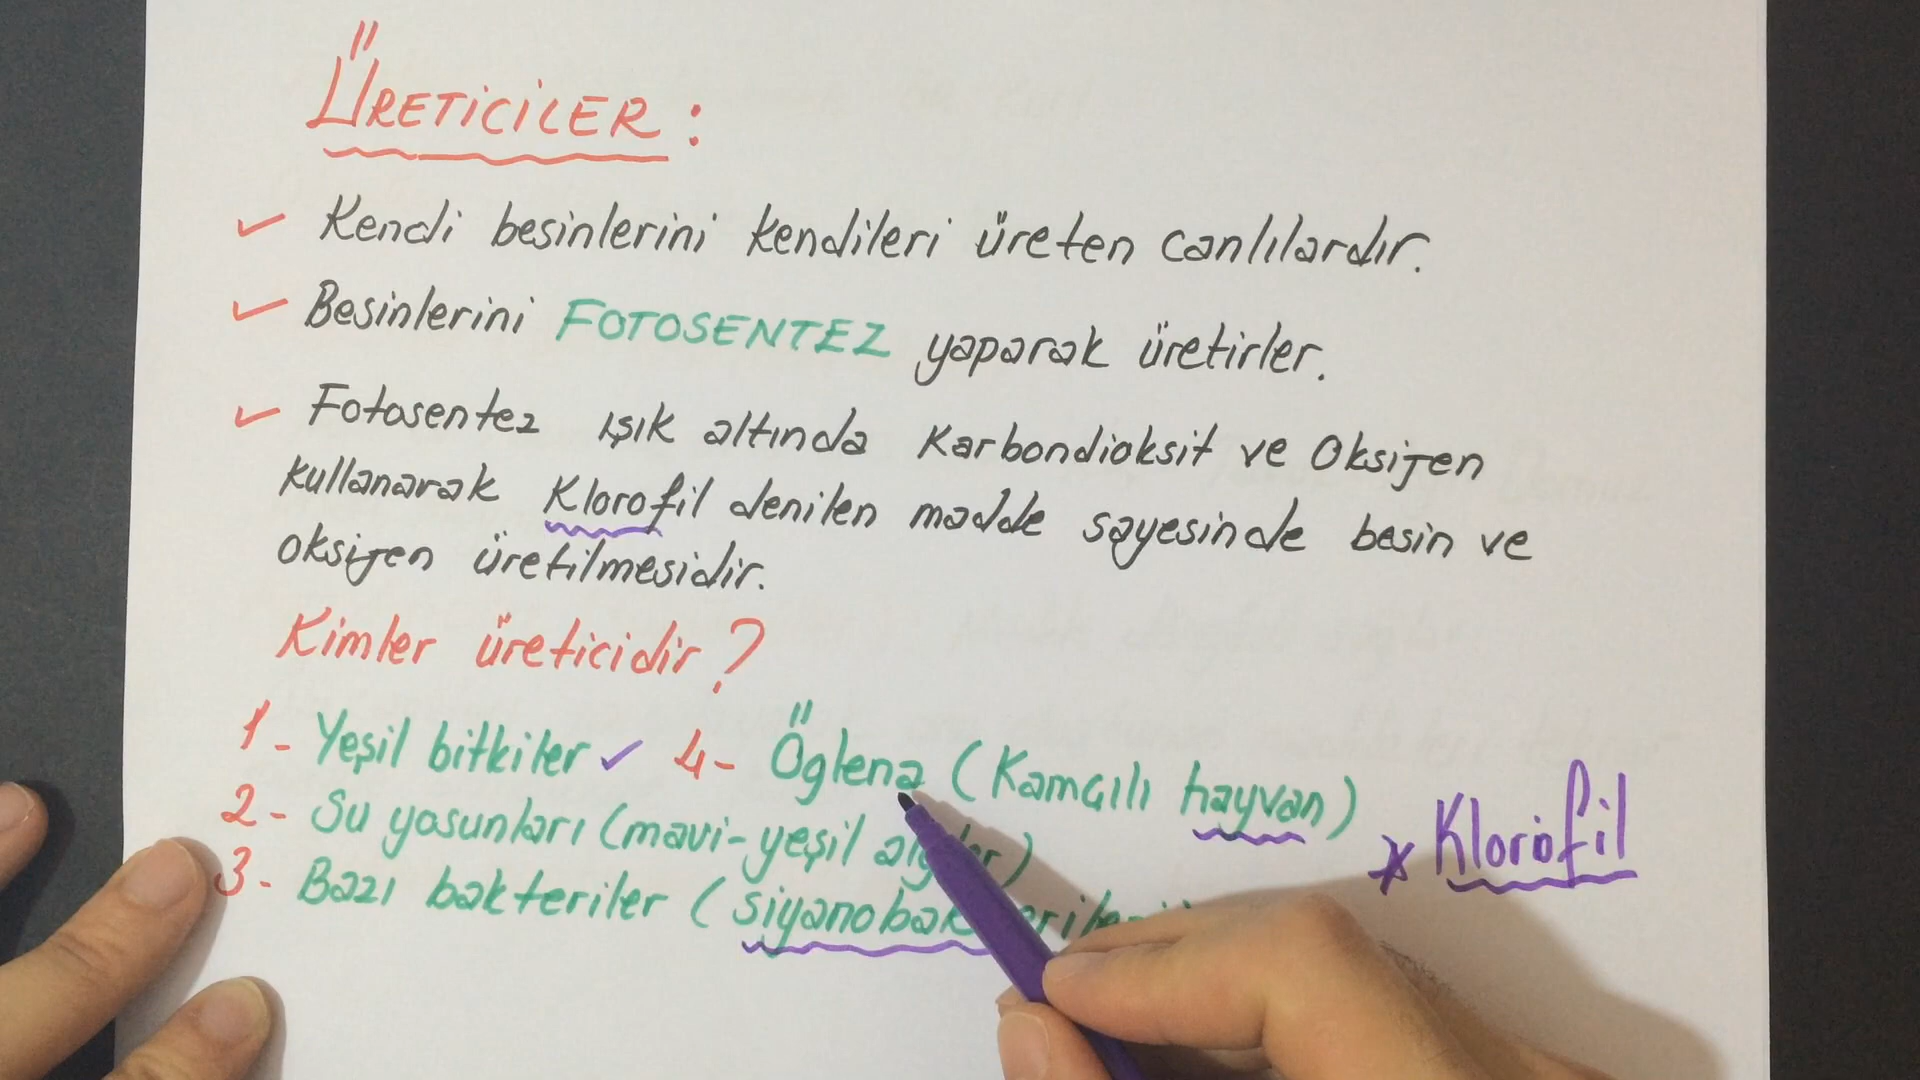 ÜRETİCİLER :
✓ Kendi besinlerini kendileri üreten canlılardır.
✓ Besinlerini FOTOSENTEZ yaparak üretirler.
✓ Fotosentez ışık altında Karbondioksit ve Oksijen
kullanarak Klorofil denilen madde sayesinde besin ve
oksijen üretilmesidir.
Kimler üreticidir?
1- Yeşil bitkiler ✓ 4- Öglena (Kamçılı hayvan)
2- Su yosunları (mavi-yeşil
3- Bazı bakteriler (
* Klorofil